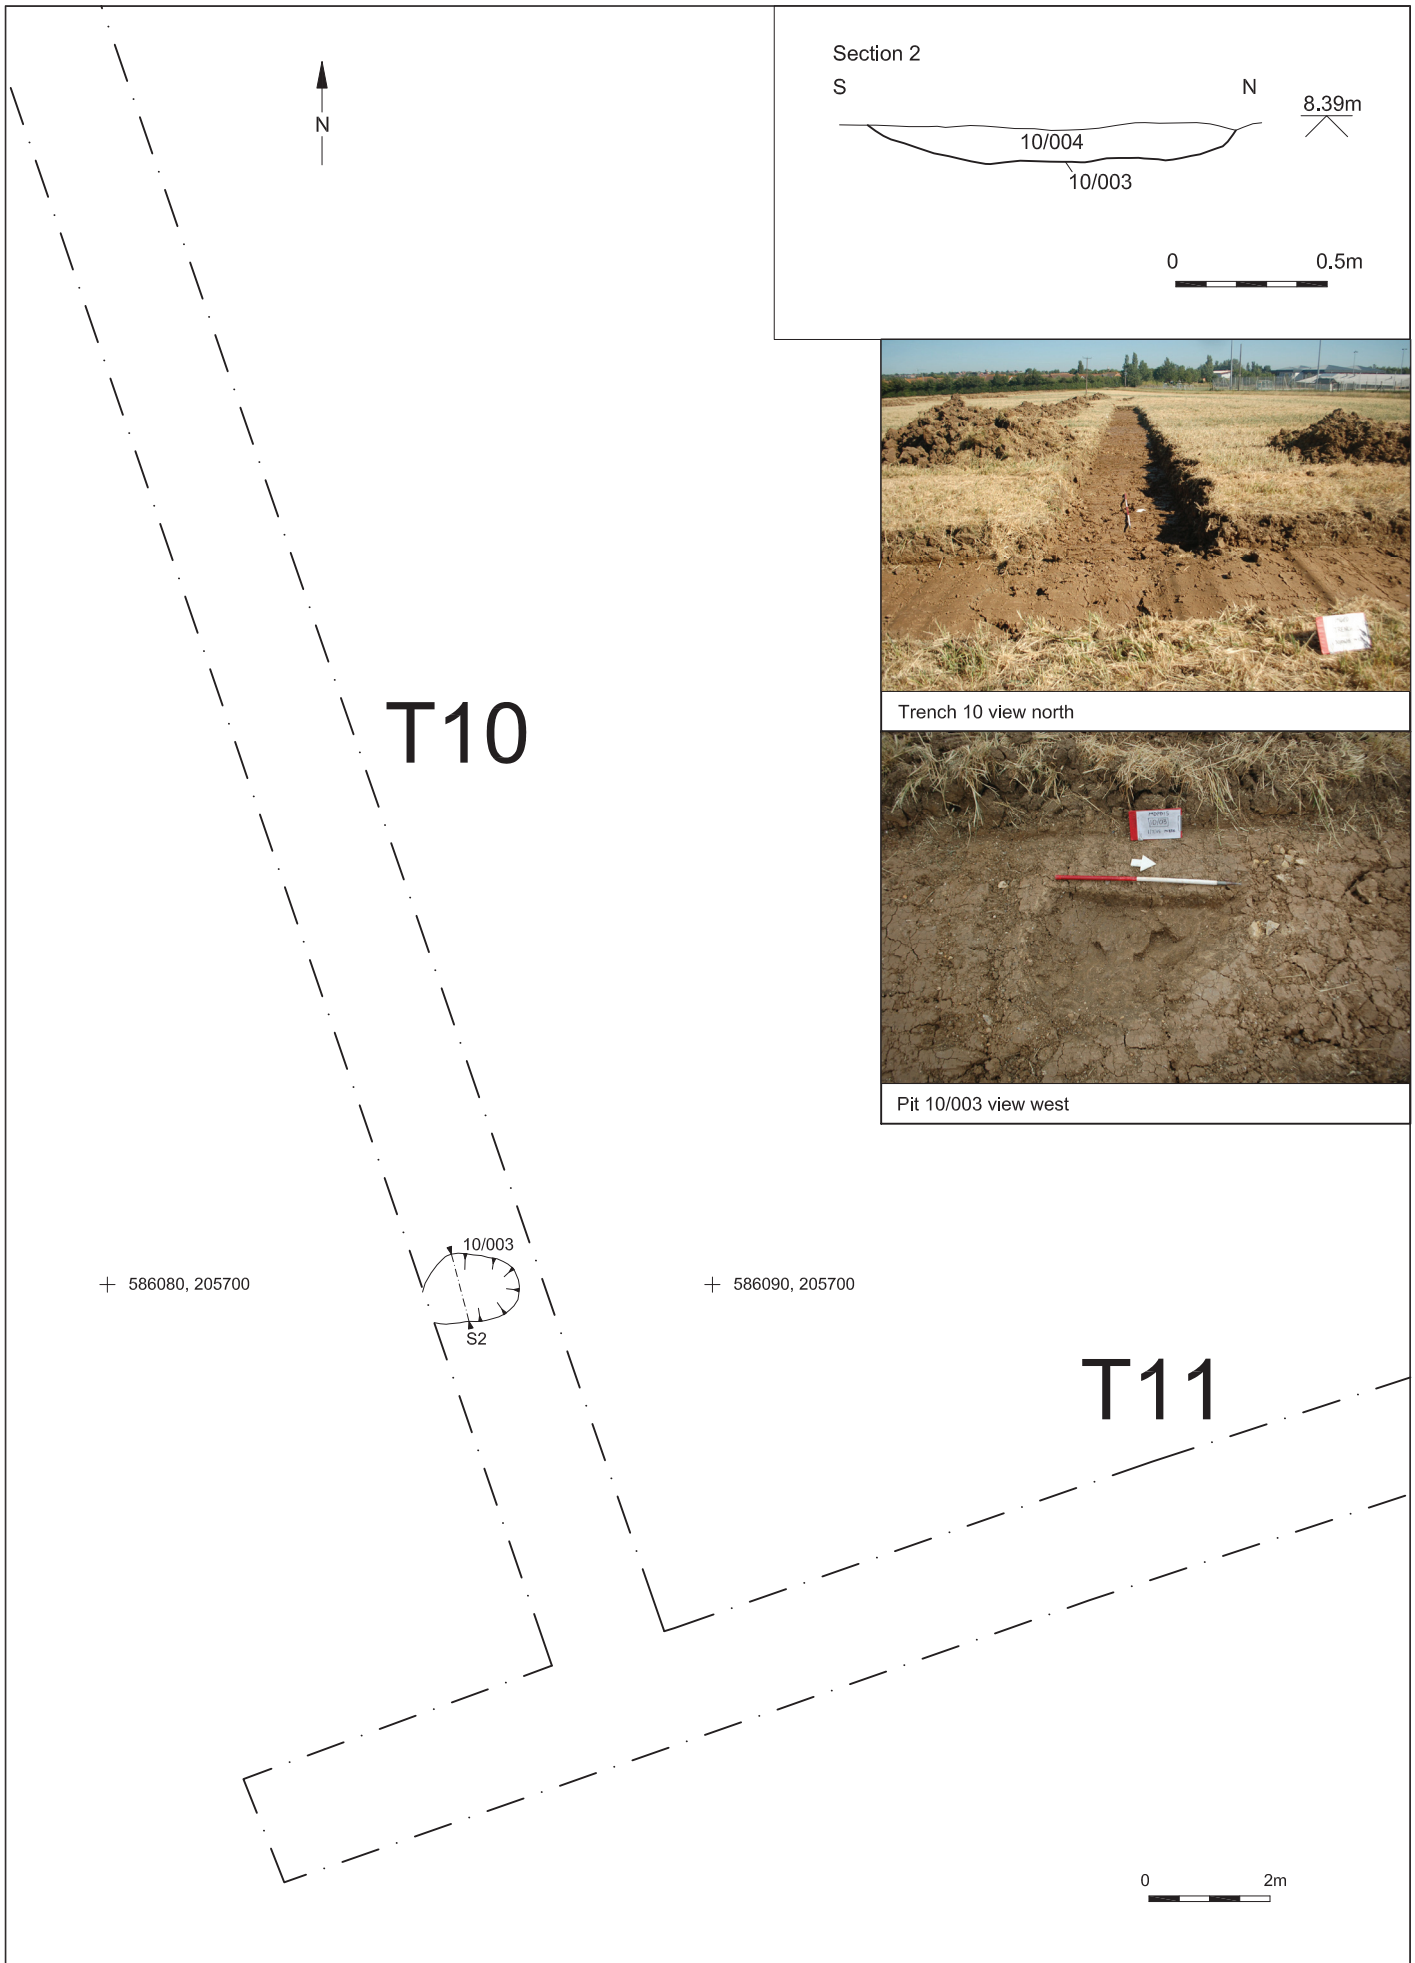 Section 2
S N
8.39m
10/004
10/003
0 0.5m
N
T10
Trench 10 view north
Pit 10/003 view west
10/003
586080, 205700
586090, 205700
S2
T11
0 2m